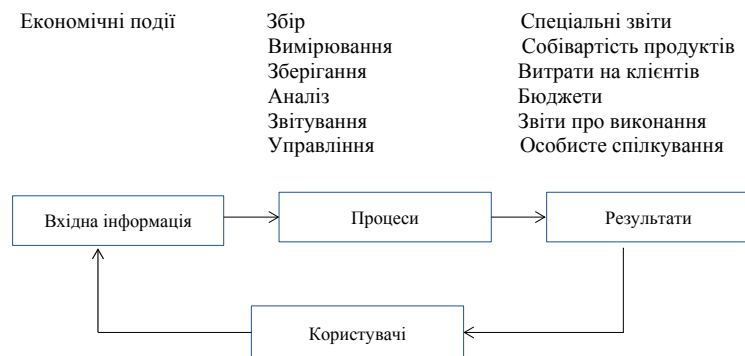 Економічні події
Збір
Вимірювання
Зберігання
Аналіз
Звітування
Управління
Спеціальні звіти
Собівартість продуктів
Витрати на клієнтів
Бюджети
Звіти про виконання
Особисте спілкування
Вхідна інформація
Процеси
Результати
Користувачі